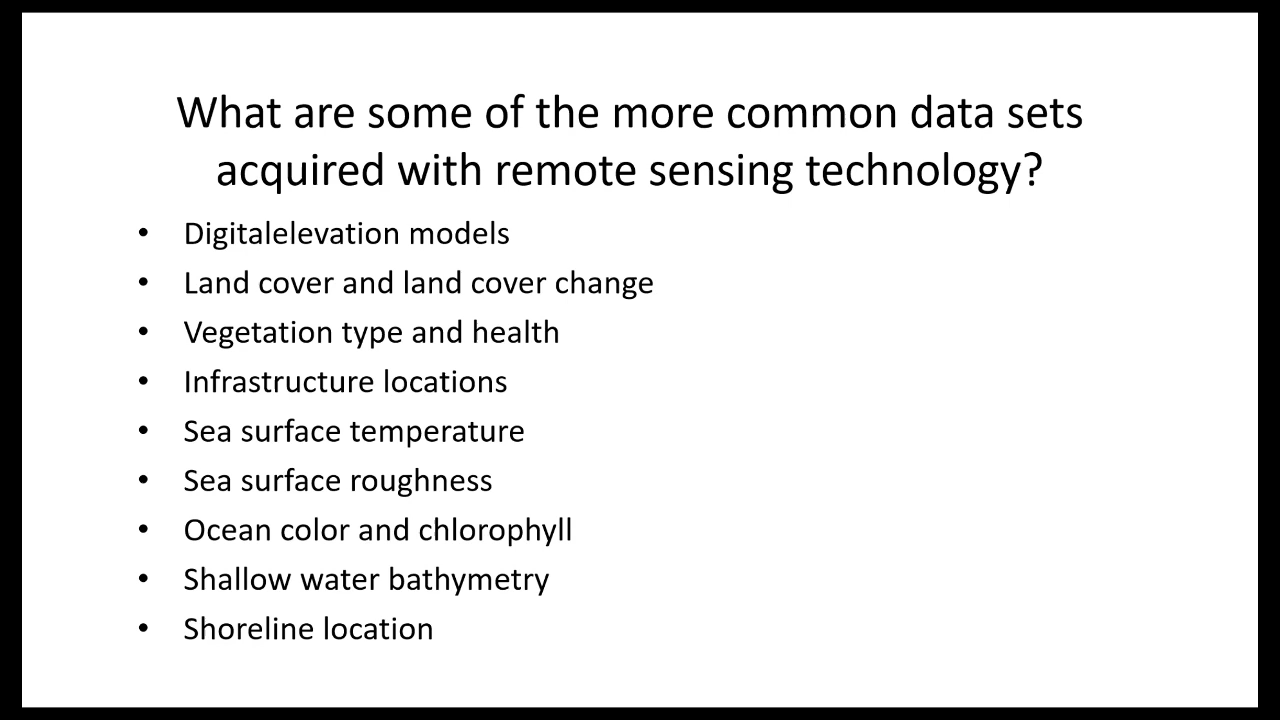 What are some of the more common data sets
acquired with remote sensing technology?
• Digitalelevation models
• Land cover and land cover change
• Vegetation type and health
• Infrastructure locations
• Sea surface temperature
• Sea surface roughness
• Ocean color and chlorophyll
• Shallow water bathymetry
• Shoreline location